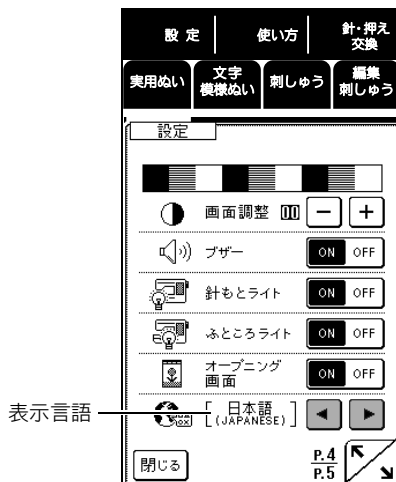 設 定
使い方
針・押え
交換
実用ぬい
文字
模様ぬい
刺しゅう
編集
刺しゅう
設定
画面調整 00 − +
ブザー ON OFF
針もとライト ON OFF
ふところライト ON OFF
オープニング
画面 ON OFF
表示言語
[日本語
(JAPANESE)] ◀ ▶
閉じる
P.4
P.5